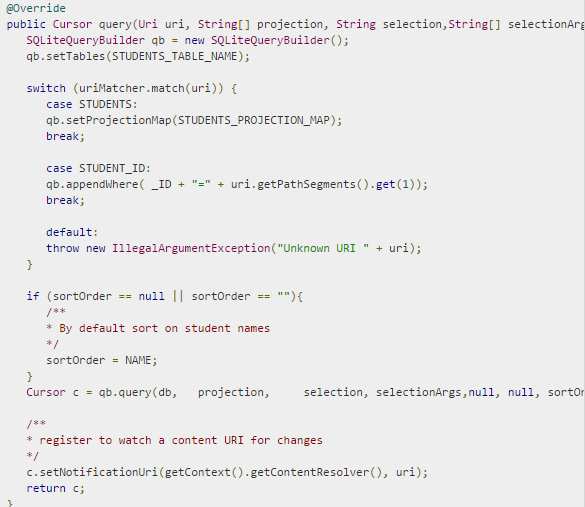 @Override
public Cursor query(Uri uri, String[] projection, String selection,String[] selectionArg
SQLiteQueryBuilder qb = new SQLiteQueryBuilder();
qb.setTables(STUDENTS_TABLE_NAME);
switch (uriMatcher.match(uri)) {
case STUDENTS:
qb.setProjectionMap(STUDENTS_PROJECTION_MAP);
break;
case STUDENT_ID:
qb.appendWhere( _ID + "=" + uri.getPathSegments().get(1));
break;
default:
throw new IllegalArgumentException("Unknown URI " + uri);
}
if (sortOrder == null || sortOrder == ""){
/**
* By default sort on student names
*/
sortOrder = NAME;
}
Cursor c = qb.query(db,   projection,     selection, selectionArgs,null, null, sortOr
/**
* register to watch a content URI for changes
*/
c.setNotificationUri(getContext().getContentResolver(), uri);
return c;
}